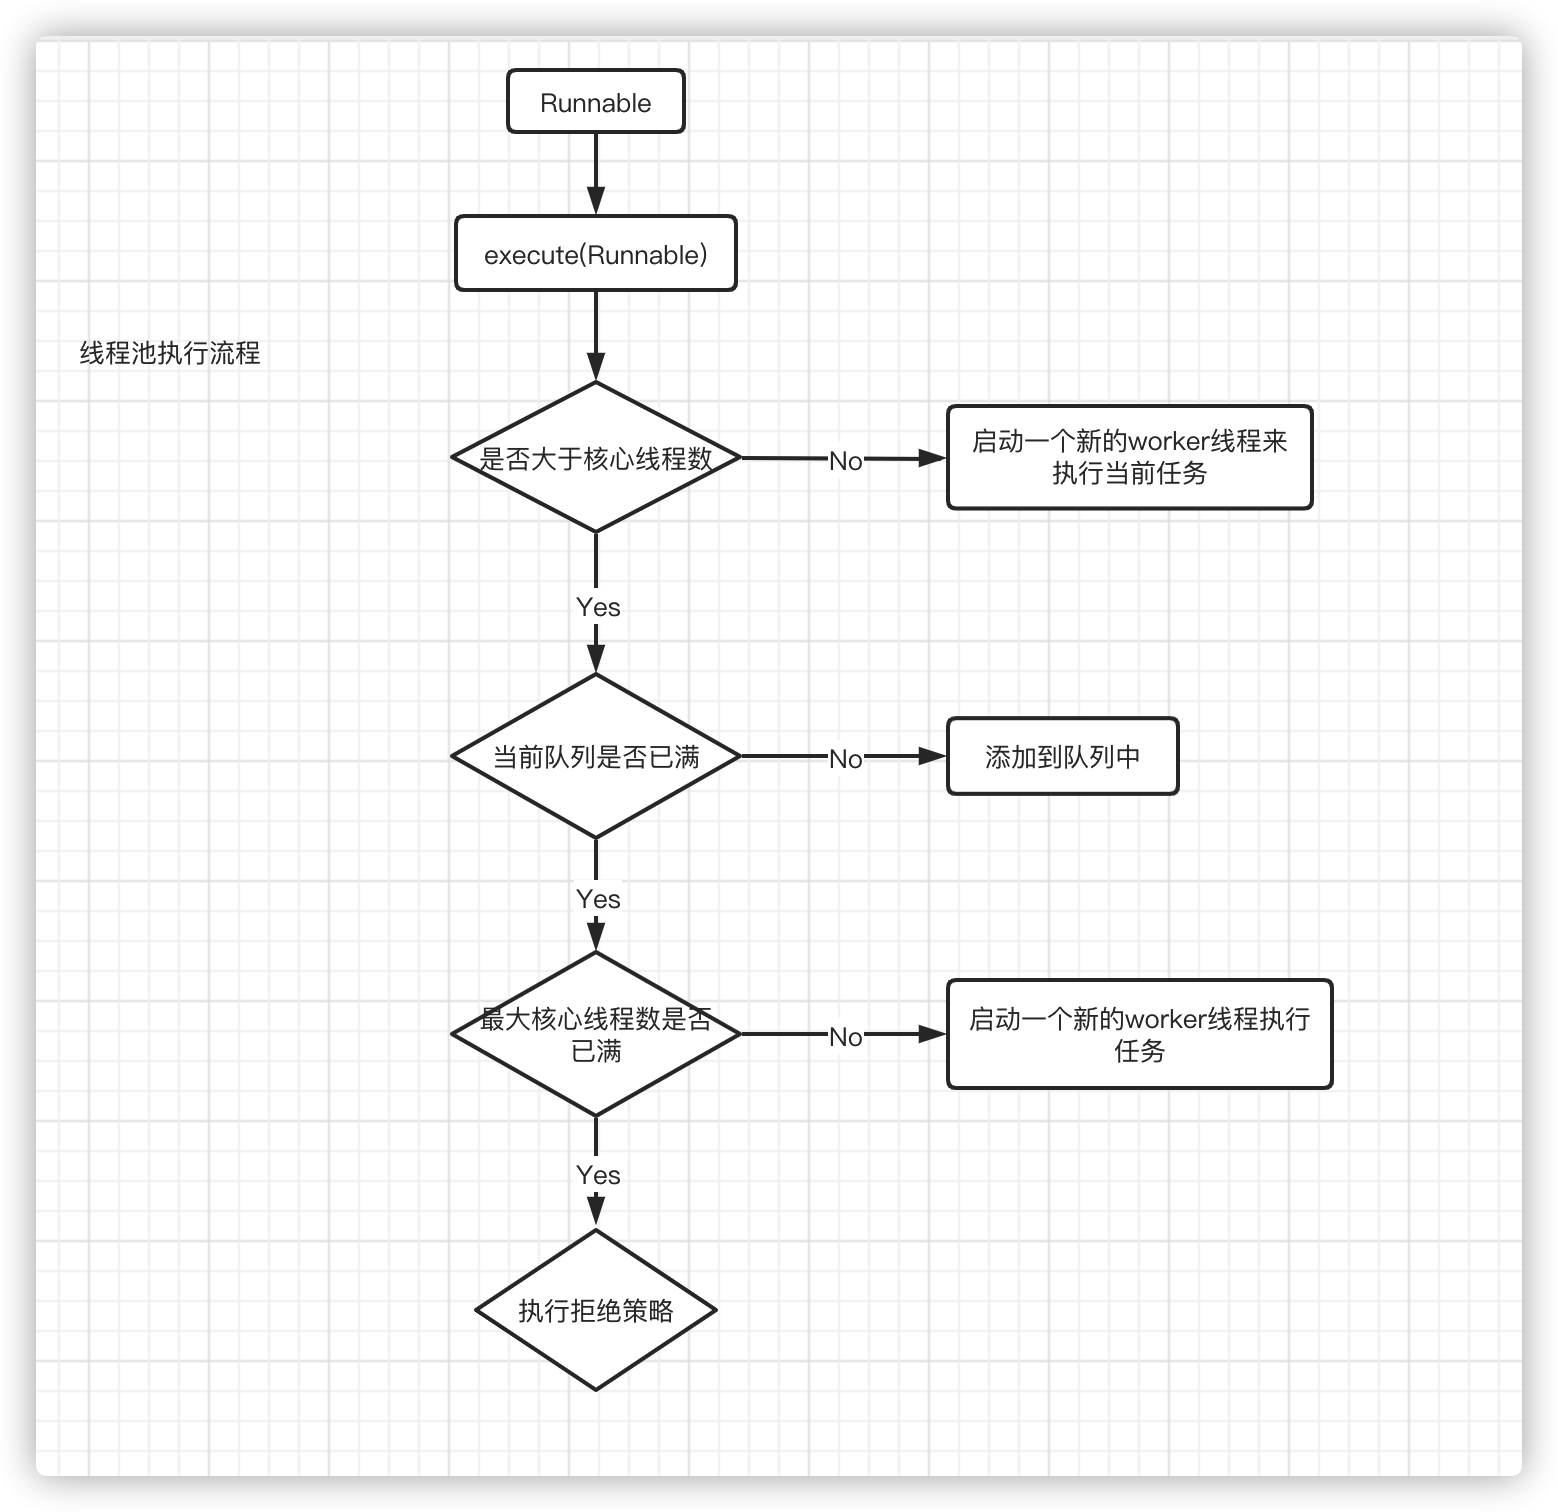 Runnable
execute(Runnable)
线程池执行流程
是否大于核心线程数
No
启动一个新的worker线程来
执行当前任务
Yes
当前队列是否已满
No
添加到队列中
Yes
最大核心线程数是否
已满
No
启动一个新的worker线程执行
任务
Yes
执行拒绝策略